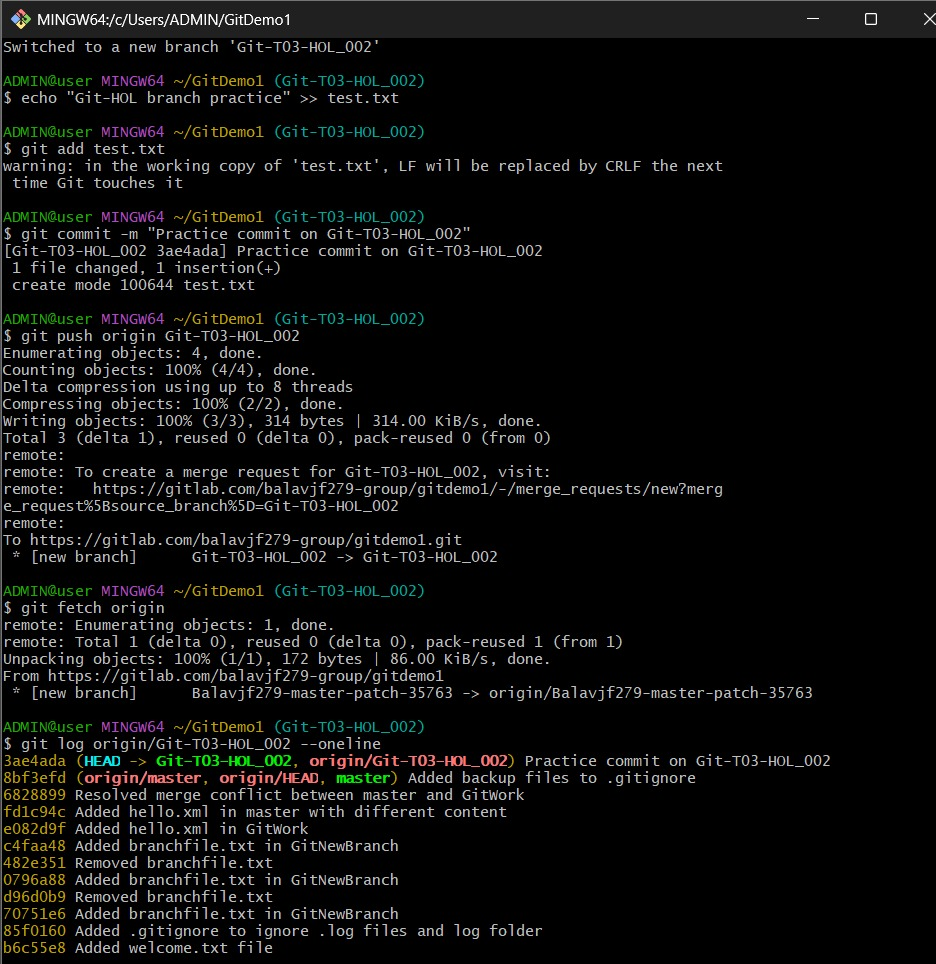 MINGW64:/c/Users/ADMIN/GitDemo1
Switched to a new branch 'Git-T03-HOL_002'
ADMIN@user MINGW64 ~/GitDemo1 (Git-T03-HOL_002)
$ echo "Git-HOL branch practice" >> test.txt
ADMIN@user MINGW64 ~/GitDemo1 (Git-T03-HOL_002)
$ git add test.txt
warning: in the working copy of 'test.txt', LF will be replaced by CRLF the next
 time Git touches it
ADMIN@user MINGW64 ~/GitDemo1 (Git-T03-HOL_002)
$ git commit -m "Practice commit on Git-T03-HOL_002"
[Git-T03-HOL_002 3ae4ada] Practice commit on Git-T03-HOL_002
 1 file changed, 1 insertion(+)
 create mode 100644 test.txt
ADMIN@user MINGW64 ~/GitDemo1 (Git-T03-HOL_002)
$ git push origin Git-T03-HOL_002
Enumerating objects: 4, done.
Counting objects: 100% (4/4), done.
Delta compression using up to 8 threads
Compressing objects: 100% (2/2), done.
Writing objects: 100% (3/3), 314 bytes | 314.00 KiB/s, done.
Total 3 (delta 1), reused 0 (delta 0), pack-reused 0 (from 0)
remote:
remote: To create a merge request for Git-T03-HOL_002, visit:
remote:   https://gitlab.com/balavjf279-group/gitdemo1/-/merge_requests/new?merg
e_request%5Bsource_branch%5D=Git-T03-HOL_002
remote:
To https://gitlab.com/balavjf279-group/gitdemo1.git
 * [new branch]      Git-T03-HOL_002 -> Git-T03-HOL_002
ADMIN@user MINGW64 ~/GitDemo1 (Git-T03-HOL_002)
$ git fetch origin
remote: Enumerating objects: 1, done.
remote: Total 1 (delta 0), reused 0 (delta 0), pack-reused 1 (from 1)
Unpacking objects: 100% (1/1), 172 bytes | 86.00 KiB/s, done.
From https://gitlab.com/balavjf279-group/gitdemo1
 * [new branch]      Balavjf279-master-patch-35763 -> origin/Balavjf279-master-patch-35763
ADMIN@user MINGW64 ~/GitDemo1 (Git-T03-HOL_002)
$ git log origin/Git-T03-HOL_002 --oneline
3ae4ada (HEAD -> Git-T03-HOL_002, origin/Git-T03-HOL_002) Practice commit on Git-T03-HOL_002
8bf3efd (origin/master, origin/HEAD, master) Added backup files to .gitignore
6828899 Resolved merge conflict between master and GitWork
fd1c94c Added hello.xml in master with different content
e082d9f Added hello.xml in GitWork
c4faa48 Added branchfile.txt in GitNewBranch
482e351 Removed branchfile.txt
0796a88 Added branchfile.txt in GitNewBranch
d96d0b9 Removed branchfile.txt
70751e6 Added branchfile.txt in GitNewBranch
85f0160 Added .gitignore to ignore .log files and log folder
b6c55e8 Added welcome.txt file